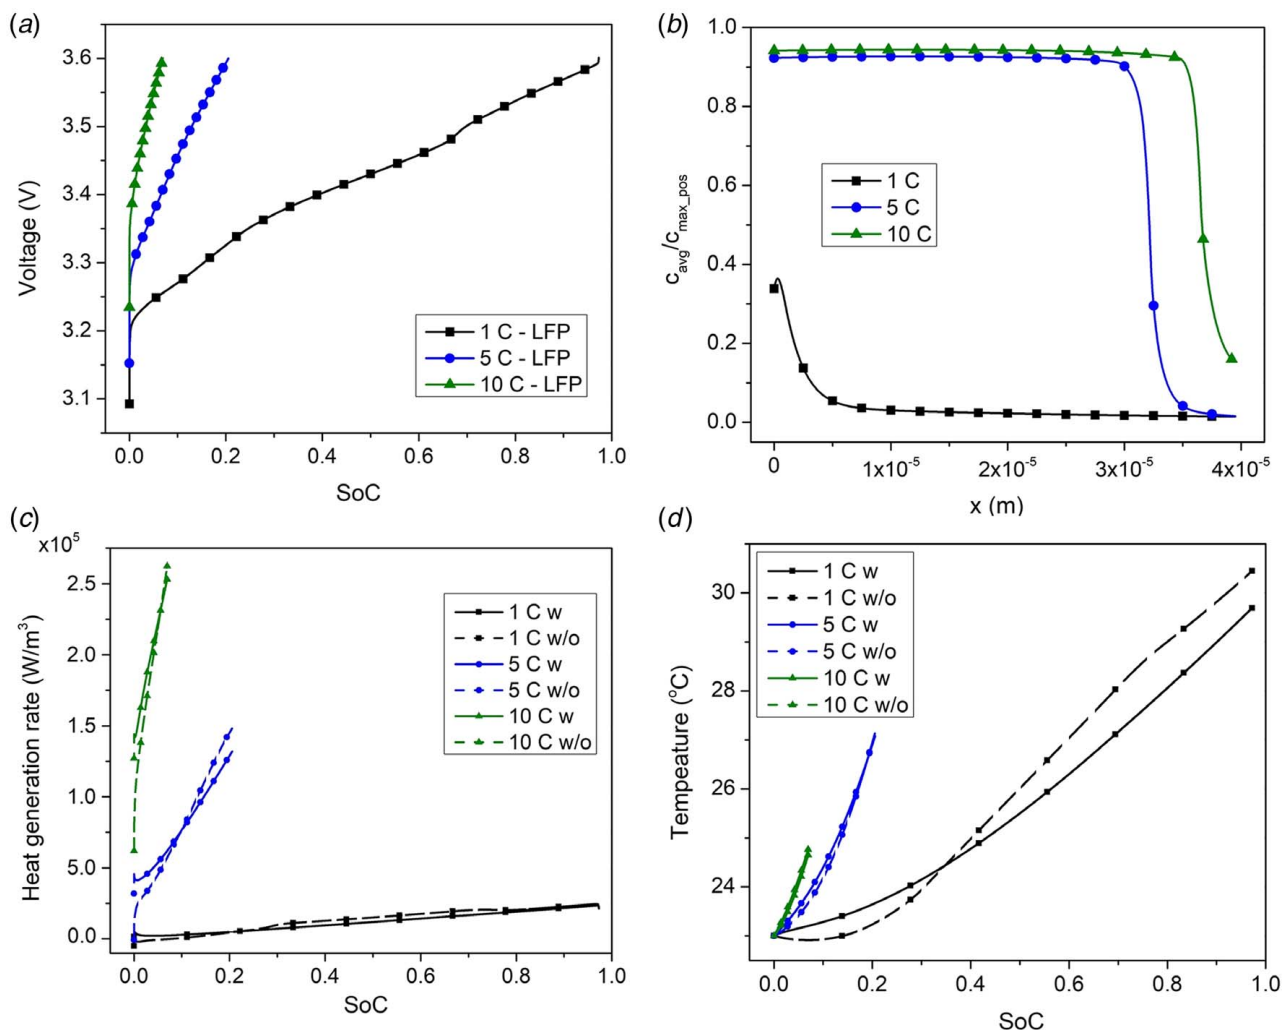 (a)
Voltage (V)
3.6
3.5
3.4
3.3
3.2
3.1
0.0 0.2 0.4 0.6 0.8 1.0
SoC
1 C - LFP
5 C - LFP
10 C - LFP
(b)
c_avg/c_max_pos
1.0
0.8
0.6
0.4
0.2
0.0
0 1x10⁻⁵ 2x10⁻⁵ 3x10⁻⁵ 4x10⁻⁵
x (m)
1 C
5 C
10 C
(c)
x10⁵
Heat generation rate (W/m³)
2.5
2.0
1.5
1.0
5.0
0.0
0.0 0.2 0.4 0.6 0.8 1.0
SoC
1 C w
1 C w/o
5 C w
5 C w/o
10 C w
10 C w/o
(d)
Tempeature (°C)
30
28
26
24
0.0 0.2 0.4 0.6 0.8 1.0
SoC
1 C w
1 C w/o
5 C w
5 C w/o
10 C w
10 C w/o